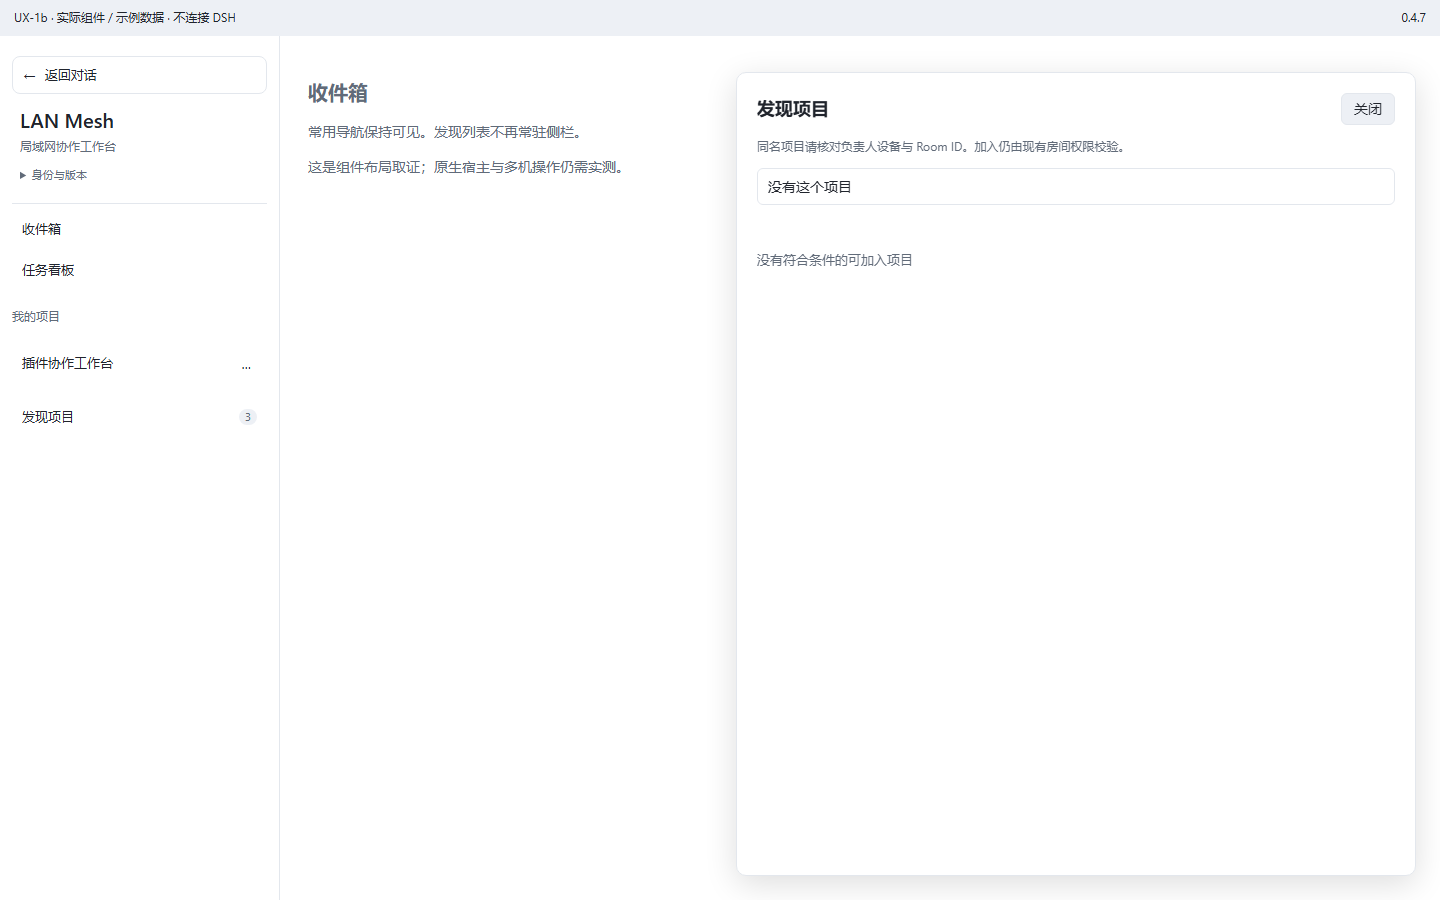 UX-1b · 实际组件 / 示例数据 · 不连接 DSH
0.4.7
← 返回对话
LAN Mesh
局域网协作工作台
▶ 身份与版本
收件箱
任务看板
我的项目
插件协作工作台
...
发现项目
3
收件箱
常用导航保持可见。发现列表不再常驻侧栏。
这是组件布局取证；原生宿主与多机操作仍需实测。
发现项目
关闭
同名项目请核对负责人设备与 Room ID。加入仍由现有房间权限校验。
没有这个项目
没有符合条件的可加入项目